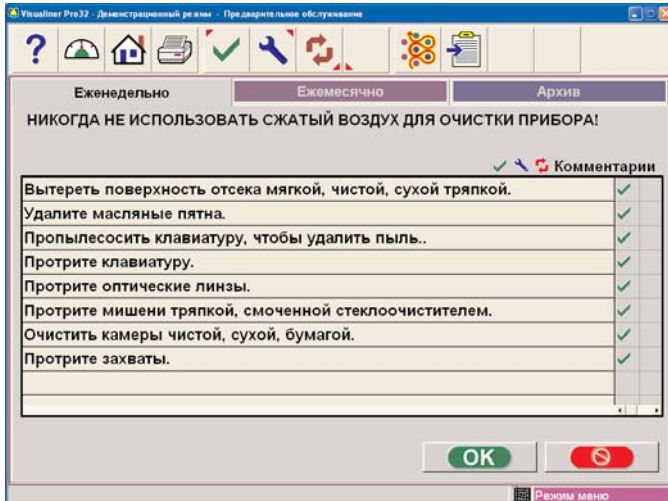 Visualiner Pro32 - Демонстрационный режим - Предварительное обслуживание
?
Еженедельно Ежемесячно Архив
НИКОГДА НЕ ИСПОЛЬЗОВАТЬ СЖАТЫЙ ВОЗДУХ ДЛЯ ОЧИСТКИ ПРИБОРА!
Комментарии
Вытереть поверхность отсека мягкой, чистой, сухой тряпкой.
Удалите масляные пятна.
Пропылесосить клавиатуру, чтобы удалить пыль..
Протрите клавиатуру.
Протрите оптические линзы.
Протрите мишени тряпкой, смоченной стеклоочистителем.
Очистить камеры чистой, сухой, бумагой.
Протрите захваты.
OK
Режим меню